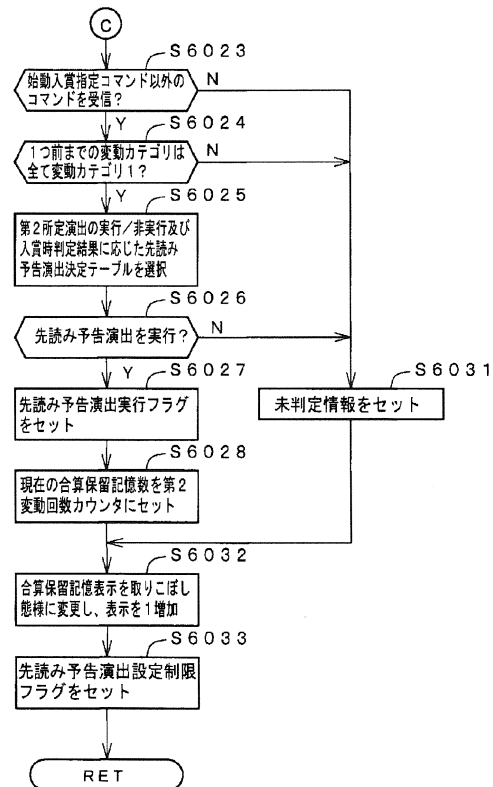 C
S6023
始動入賞指定コマンド以外の
コマンドを受信？
N
Y
S6024
１つ前までの変動カテゴリは
全て変動カテゴリ１？
N
Y
S6025
第２所定演出の実行／非実行及び
入賞時判定結果に応じた先読み
予告演出決定テーブルを選択
S6026
先読み予告演出を実行？
N
Y
S6027
先読み予告演出実行フラグ
をセット
S6031
未判定情報をセット
S6028
現在の合算保留記憶数を第２
変動回数カウンタにセット
S6032
合算保留記憶表示を取りこぼし
態様に変更し、表示を１増加
S6033
先読み予告演出設定制限
フラグをセット
RET